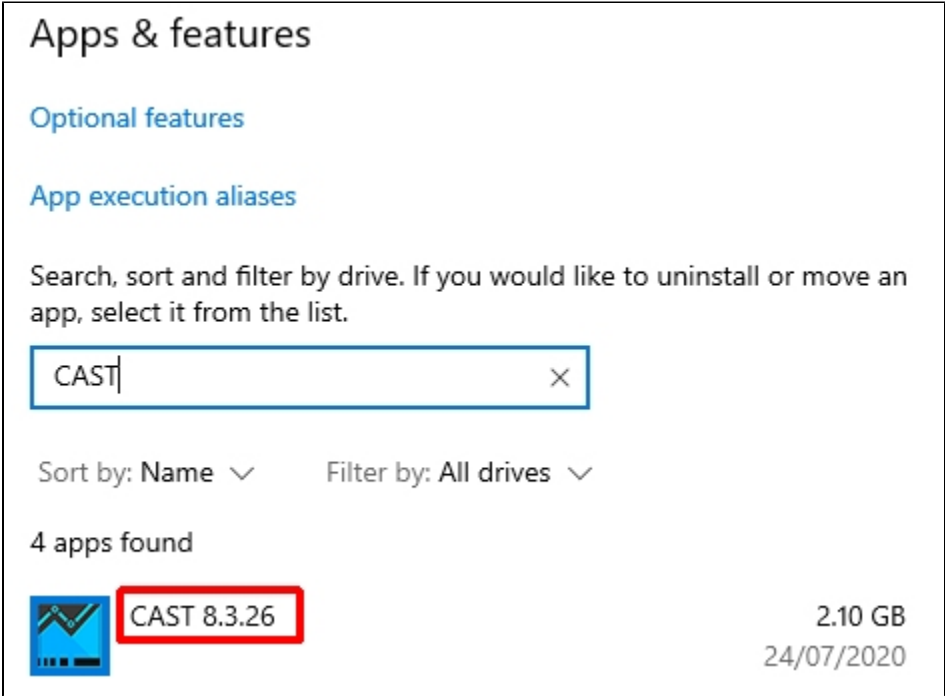 Apps & features
Optional features
App execution aliases
Search, sort and filter by drive. If you would like to uninstall or move an
app, select it from the list.
CAST
Sort by: Name Filter by: All drives
4 apps found
CAST 8.3.26 2.10 GB
24/07/2020